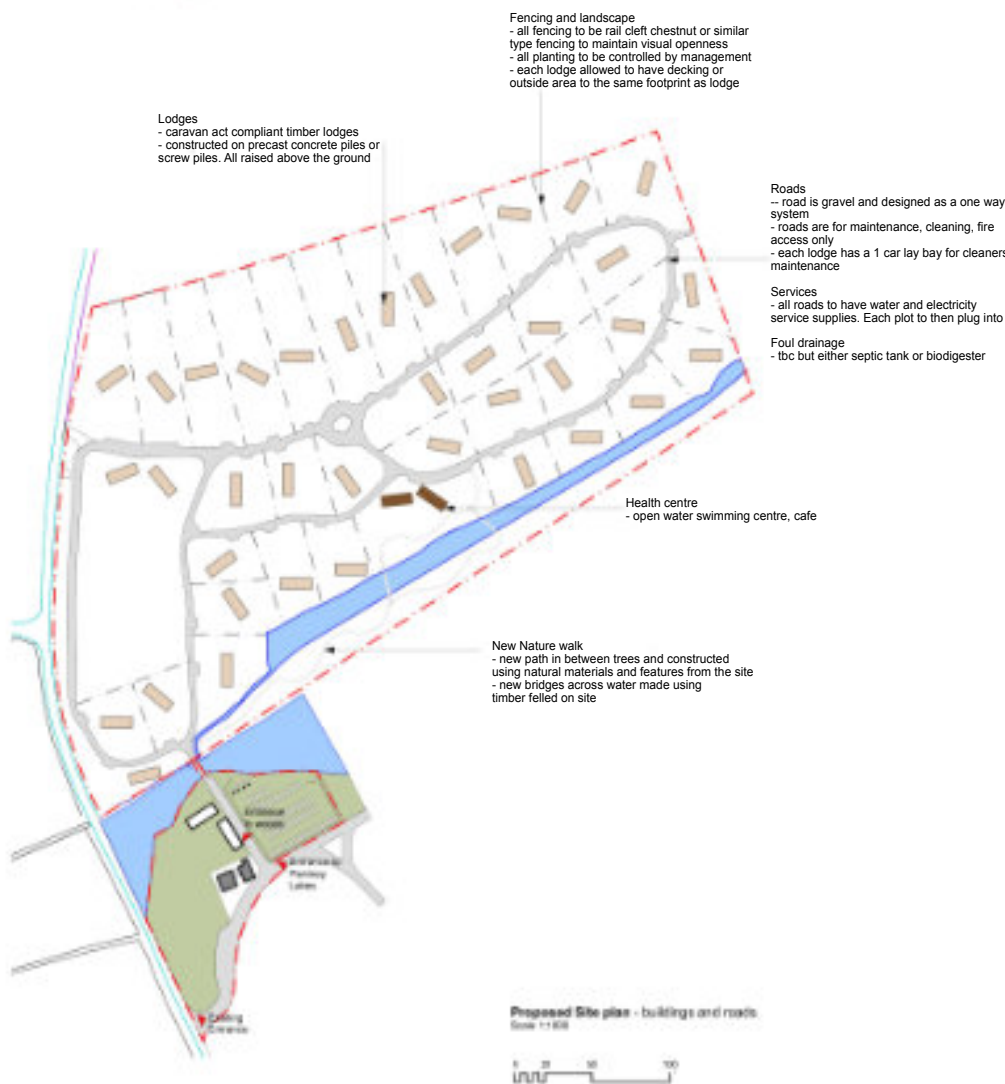 Fencing and landscape
- all fencing to be rail cleft chestnut or similar
type fencing to maintain visual openness
- all planting to be controlled by management
- each lodge allowed to have decking or
outside area to the same footprint as lodge
Lodges
- caravan act compliant timber lodges
- constructed on precast concrete piles or
screw piles. All raised above the ground
Roads
-- road is gravel and designed as a one way
system
- roads are for maintenance, cleaning, fire
access only
- each lodge has a 1 car lay bay for cleaners
maintenance
Services
- all roads to have water and electricity
service supplies. Each plot to then plug into
Foul drainage
- tbc but either septic tank or biodigester
Health centre
- open water swimming centre, cafe
New Nature walk
- new path in between trees and constructed
using natural materials and features from the site
- new bridges across water made using
timber felled on site
Entrance
Lakes
Existing
Entrance
Proposed Site plan - buildings and roads
Scale
0
50
100